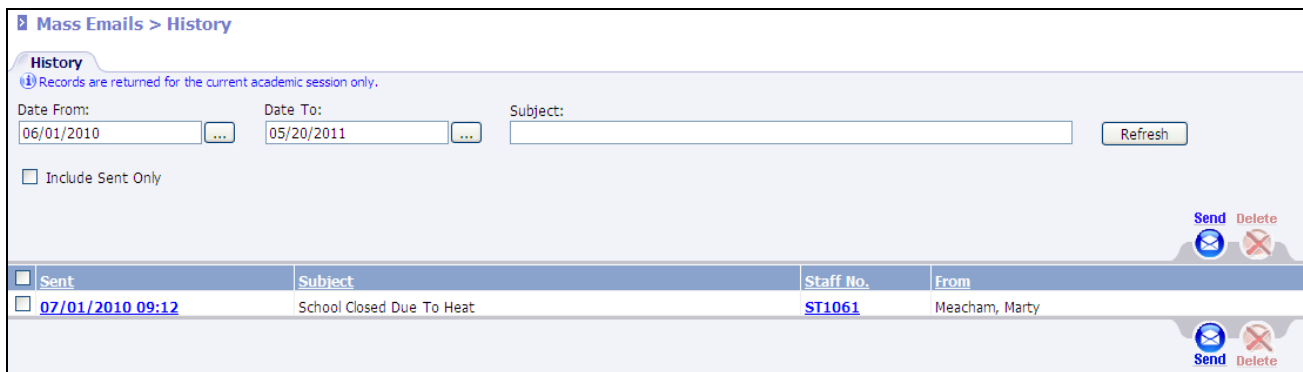 Mass Emails > History
History
Records are returned for the current academic session only.
Date From: Date To: Subject:
06/01/2010 ... 05/20/2011 ... Refresh
Include Sent Only
Send Delete
Sent Subject Staff No. From
07/01/2010 09:12 School Closed Due To Heat ST1061 Meacham, Marty
Send Delete